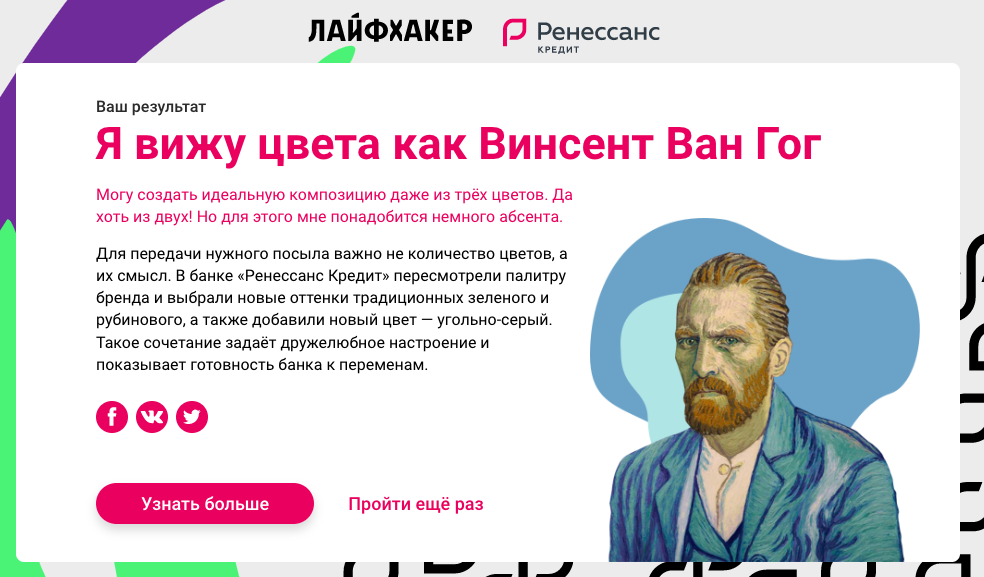 ЛАЙФХАКЕР
Ренессанс
КРЕДИТ
Ваш результат
Я вижу цвета как Винсент Ван Гог
Могу создать идеальную композицию даже из трёх цветов. Да
хоть из двух! Но для этого мне понадобится немного абсента.
Для передачи нужного посыла важно не количество цветов, а
их смысл. В банке «Ренессанс Кредит» пересмотрели палитру
бренда и выбрали новые оттенки традиционных зеленого и
рубинового, а также добавили новый цвет — угольно-серый.
Такое сочетание задаёт дружелюбное настроение и
показывает готовность банка к переменам.
Узнать больше
Пройти ещё раз